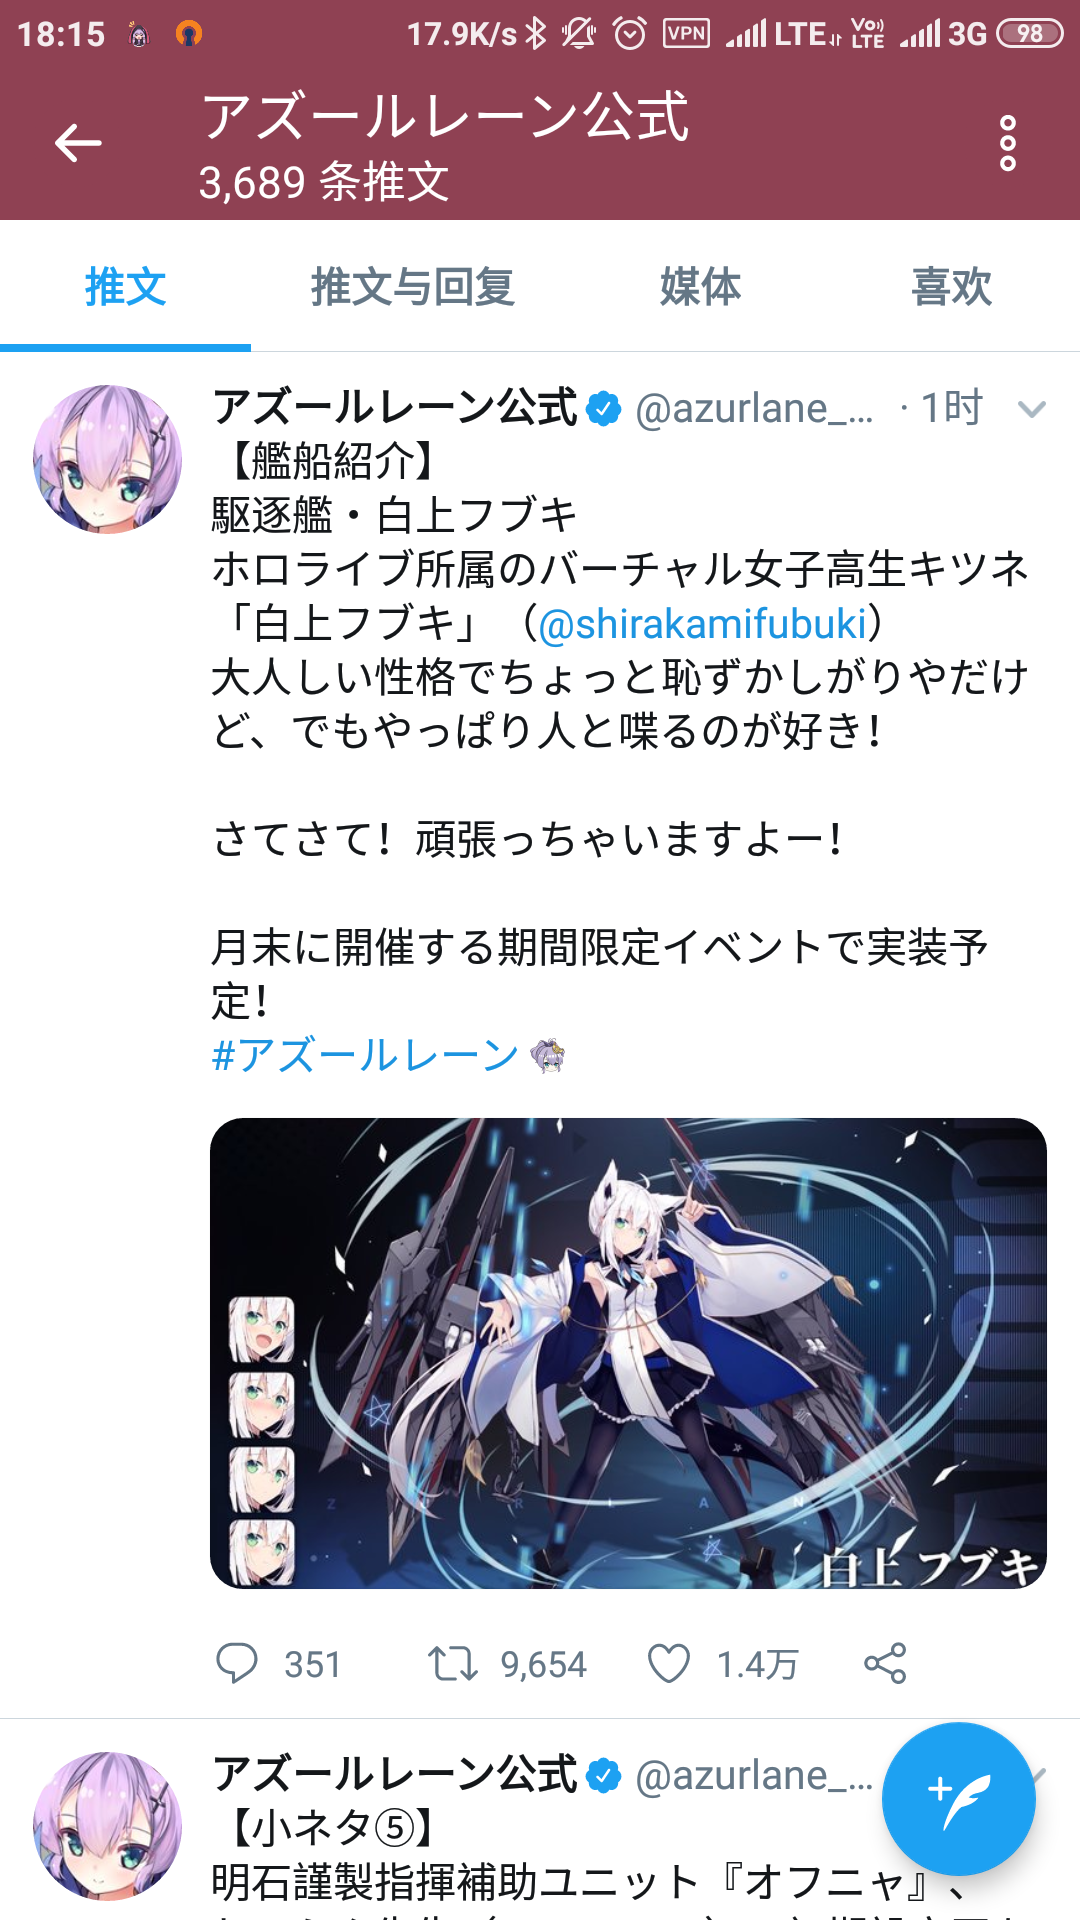 18:15 17.9K/s VPN LTE VoLTE 3G 98
アズールレーン公式
3,689 条推文
推文 推文与回复 媒体 喜欢
アズールレーン公式 @azurlane_... · 1时
【艦船紹介】
駆逐艦・白上フブキ
ホロライブ所属のバーチャル女子高生キツネ
「白上フブキ」（@shirakamifubuki）
大人しい性格でちょっと恥ずかしがりやだけ
ど、でもやっぱり人と喋るのが好き！
さてさて！頑張っちゃいますよー！
月末に開催する期間限定イベントで実装予
定！
#アズールレーン
白上 フブキ
351 9,654 1.4万
アズールレーン公式 @azurlane_...
【小ネタ⑤】
明石謹製指揮補助ユニット『オフニャ』、